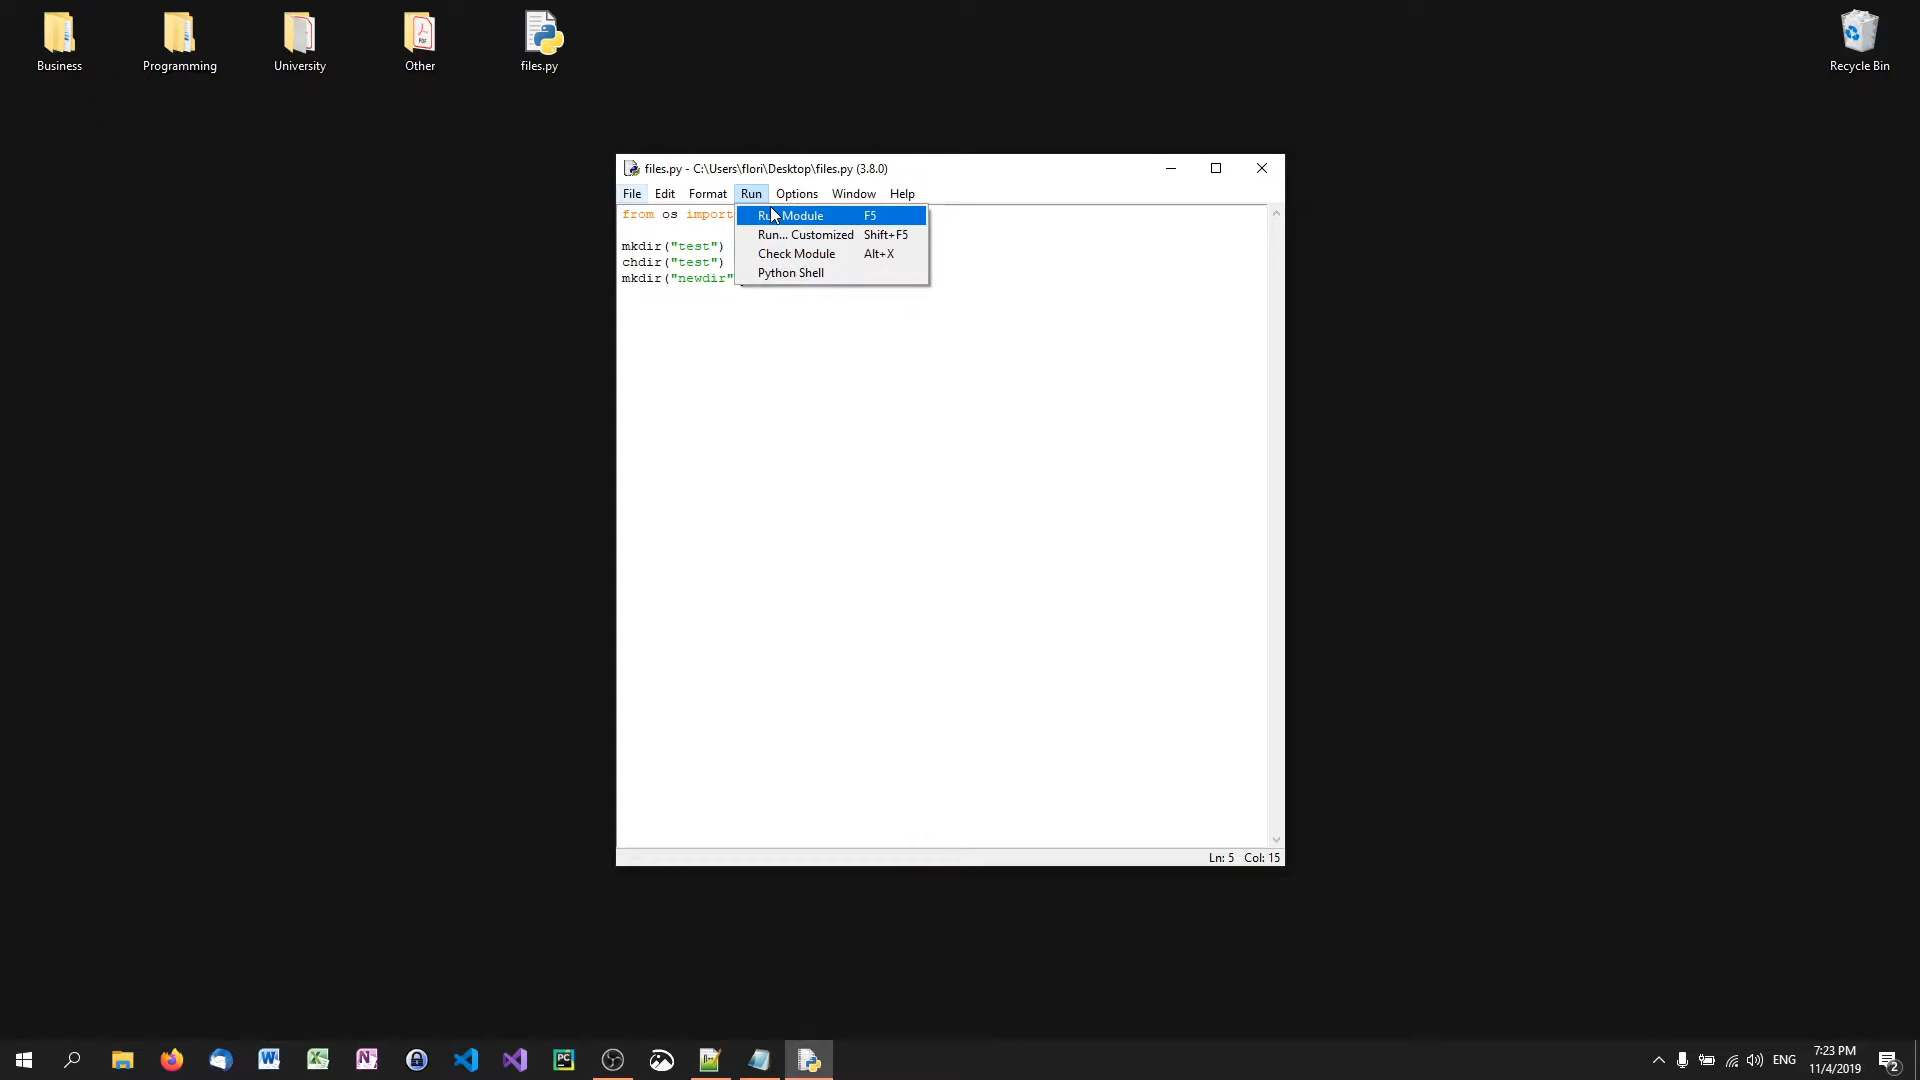 Business
Programming
University
Other
files.py
Recycle Bin
files.py - C:\Users\flori\Desktop\files.py (3.8.0)
File Edit Format Run Options Window Help
from os import
mkdir("test")
chdir("test")
mkdir("newdir"
Run Module F5
Run... Customized Shift+F5
Check Module Alt+X
Python Shell
Ln: 5 Col: 15
ENG
7:23 PM
11/4/2019
2